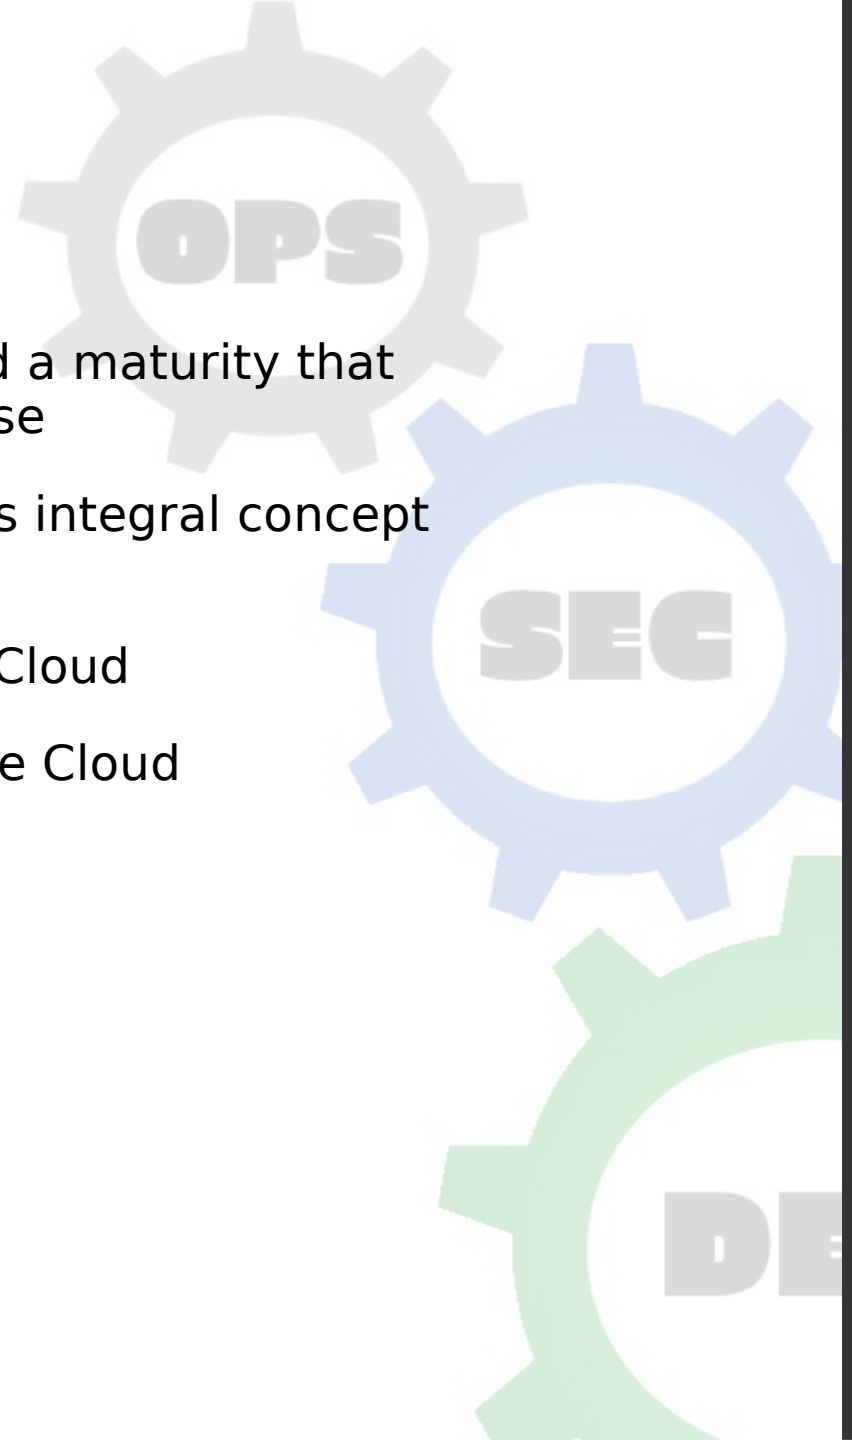 OPS
d a maturity that
se
s integral concept
SEC
Cloud
e Cloud
DE